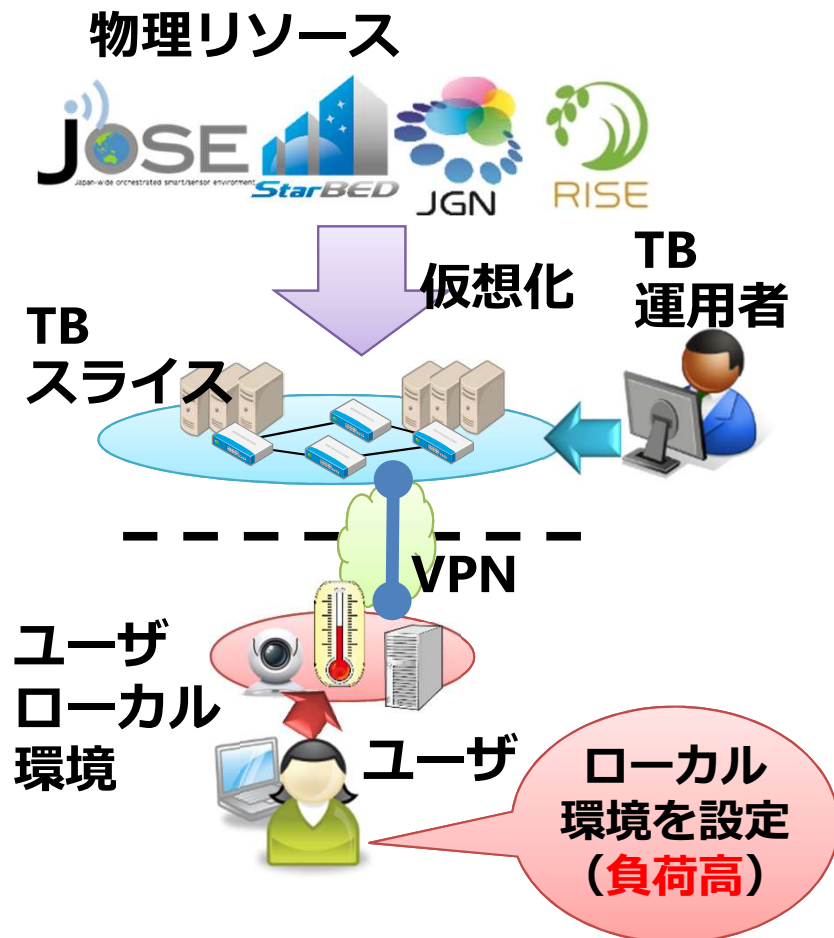 物理リソース
JOSE
Japan-wide orchestrated smart/sensor environment
StarBED
JGN
RISE
仮想化
TB
運用者
TB
スライス
VPN
ユーザ
ローカル
環境
ユーザ
ローカル
環境を設定
（負荷高）